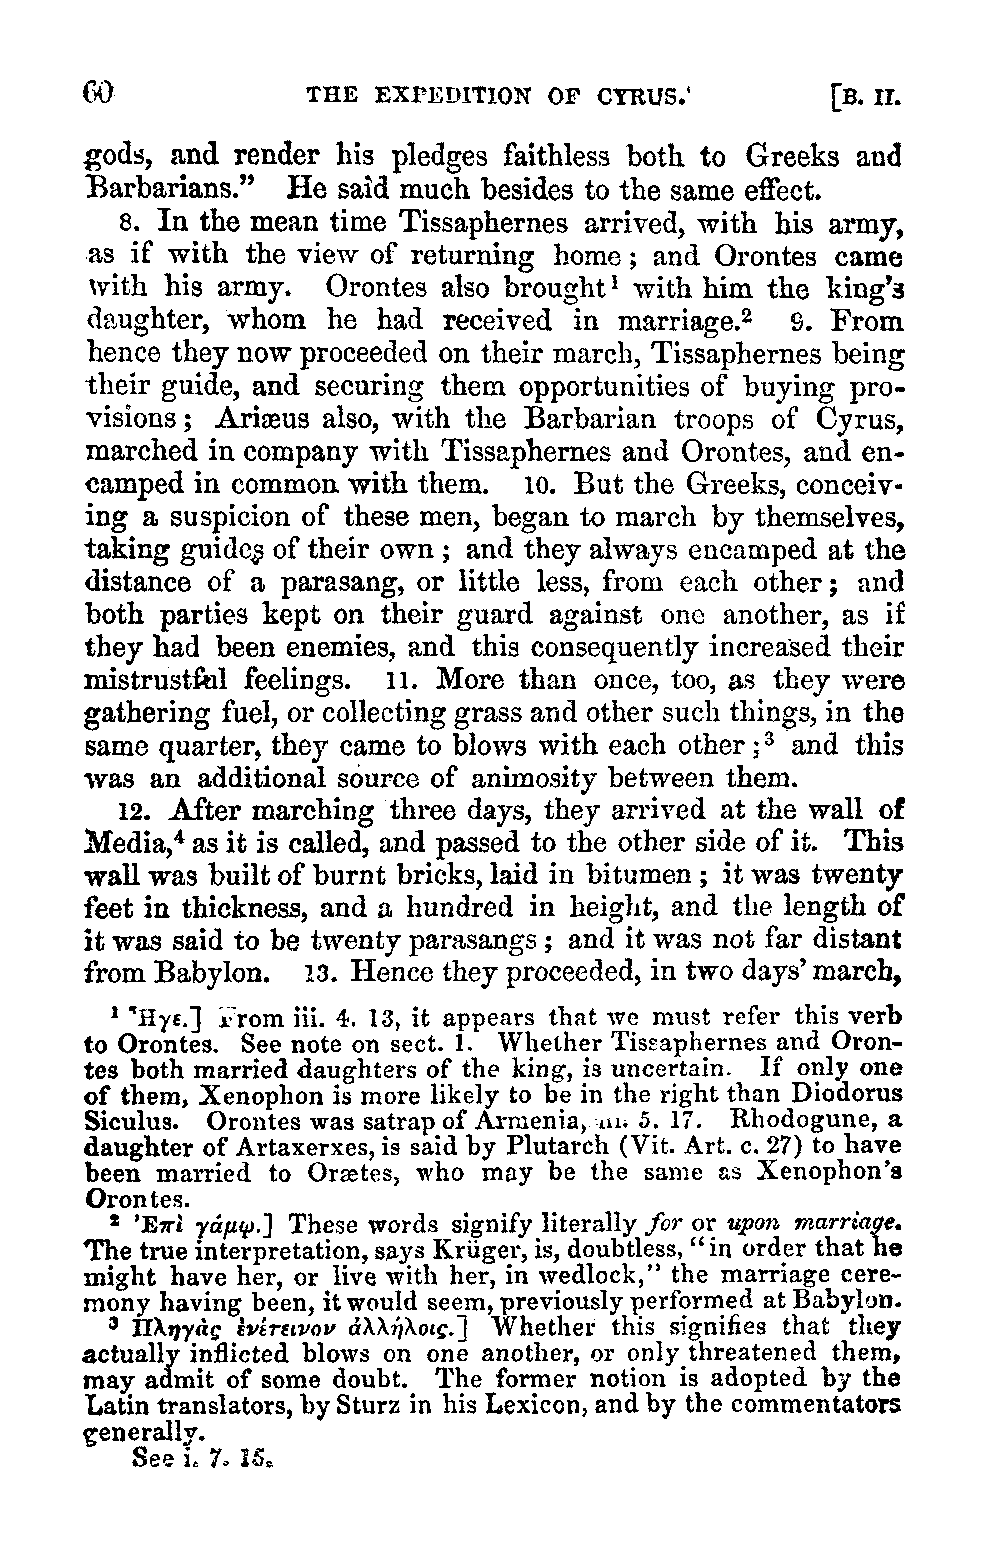 60 THE EXPEDITION OF CYRUS. [B. II.
gods, and render his pledges faithless both to Greeks and
Barbarians.” He said much besides to the same effect.
8. In the mean time Tissaphernes arrived, with his army,
as if with the view of returning home ; and Orontes came
with his army. Orontes also brought¹ with him the king’s
daughter, whom he had received in marriage.² 9. From
hence they now proceeded on their march, Tissaphernes being
their guide, and securing them opportunities of buying pro-
visions ; Ariæus also, with the Barbarian troops of Cyrus,
marched in company with Tissaphernes and Orontes, and en-
camped in common with them. 10. But the Greeks, conceiv-
ing a suspicion of these men, began to march by themselves,
taking guides of their own ; and they always encamped at the
distance of a parasang, or little less, from each other ; and
both parties kept on their guard against one another, as if
they had been enemies, and this consequently increased their
mistrustful feelings. 11. More than once, too, as they were
gathering fuel, or collecting grass and other such things, in the
same quarter, they came to blows with each other ;³ and this
was an additional source of animosity between them.
12. After marching three days, they arrived at the wall of
Media,⁴ as it is called, and passed to the other side of it. This
wall was built of burnt bricks, laid in bitumen ; it was twenty
feet in thickness, and a hundred in height, and the length of
it was said to be twenty parasangs ; and it was not far distant
from Babylon. 13. Hence they proceeded, in two days’ march,
¹ Ἦγε.] From iii. 4. 13, it appears that we must refer this verb
to Orontes. See note on sect. 1. Whether Tissaphernes and Oron-
tes both married daughters of the king, is uncertain. If only one
of them, Xenophon is more likely to be in the right than Diodorus
Siculus. Orontes was satrap of Armenia, iii. 5. 17. Rhodogune, a
daughter of Artaxerxes, is said by Plutarch (Vit. Art. c. 27) to have
been married to Orætes, who may be the same as Xenophon’s
Orontes.
² Ἐπὶ γάμῳ.] These words signify literally for or upon marriage.
The true interpretation, says Krüger, is, doubtless, “in order that he
might have her, or live with her, in wedlock,” the marriage cere-
mony having been, it would seem, previously performed at Babylon.
³ Πληγὰς ἐνέτεινον ἀλλήλοις.] Whether this signifies that they
actually inflicted blows on one another, or only threatened them,
may admit of some doubt. The former notion is adopted by the
Latin translators, by Sturz in his Lexicon, and by the commentators
generally.
See i. 7. 15.